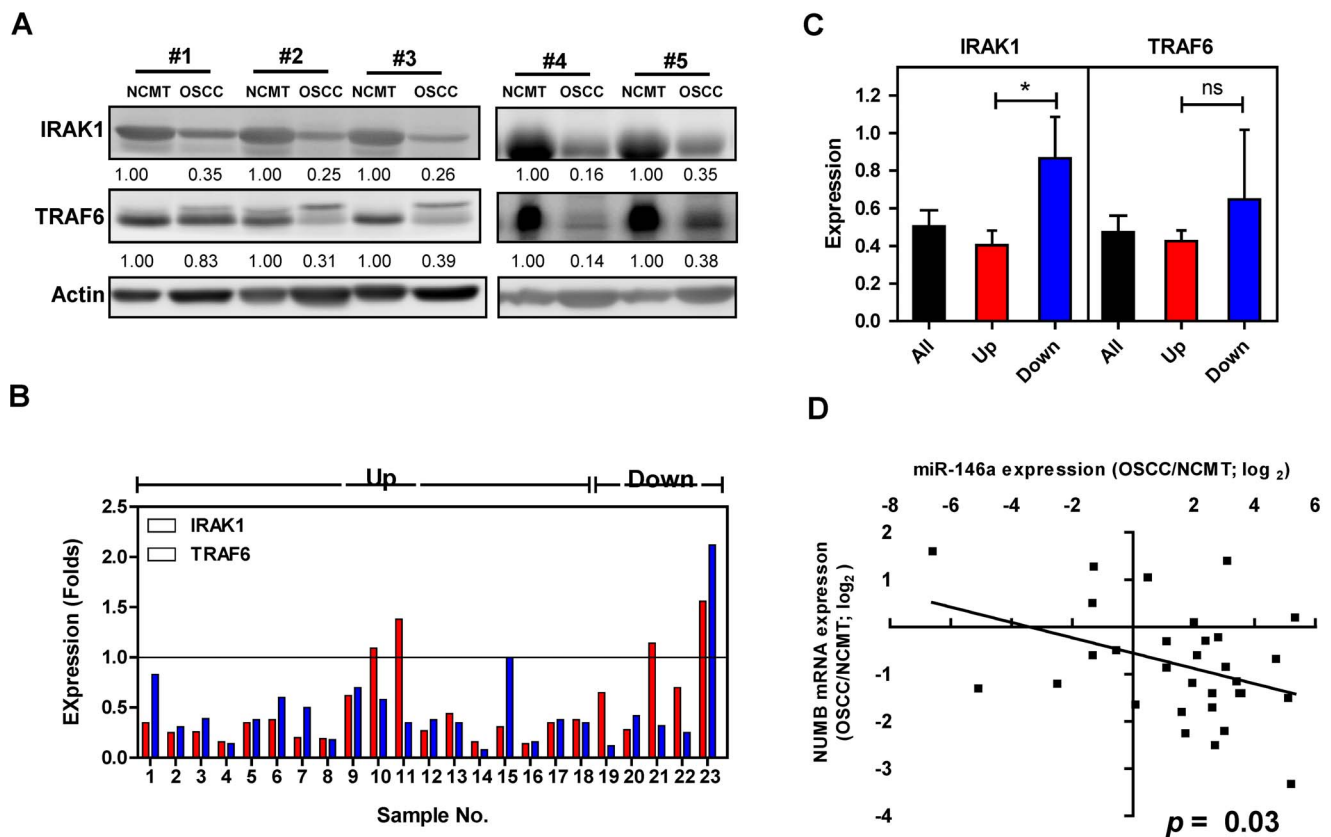 A
#1 #2 #3 #4 #5
NCMT OSCC NCMT OSCC NCMT OSCC NCMT OSCC NCMT OSCC
IRAK1
1.00 0.35 1.00 0.25 1.00 0.26 1.00 0.16 1.00 0.35
TRAF6
1.00 0.83 1.00 0.31 1.00 0.39 1.00 0.14 1.00 0.38
Actin
B
Up Down
2.5
2.0
1.5
1.0
0.5
0.0
EXpression (Folds)
IRAK1
TRAF6
1 2 3 4 5 6 7 8 9 10 11 12 13 14 15 16 17 18 19 20 21 22 23
Sample No.
C
IRAK1 TRAF6
1.2
1.0
0.8
0.6
0.4
0.2
0.0
Expression
* ns
All Up Down All Up Down
D
miR-146a expression (OSCC/NCMT; log 2)
-8 -6 -4 -2 2 4 6
2
1
0
-1
-2
-3
-4
NUMB mRNA expression
(OSCC/NCMT; log2)
p = 0.03